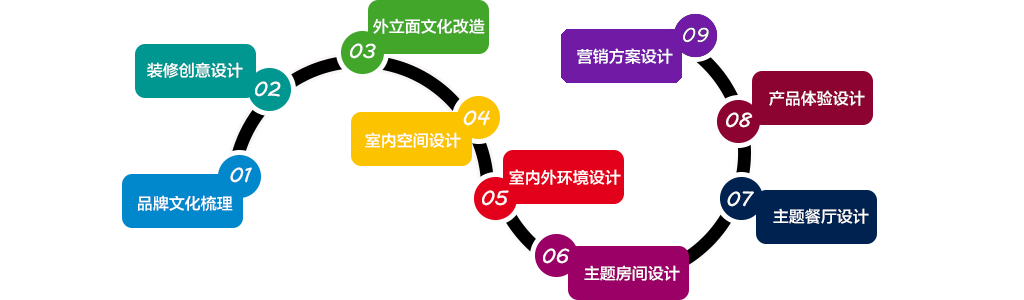 01
品牌文化梳理
02
装修创意设计
03
外立面文化改造
04
室内空间设计
05
室内外环境设计
06
主题房间设计
07
主题餐厅设计
08
产品体验设计
09
营销方案设计